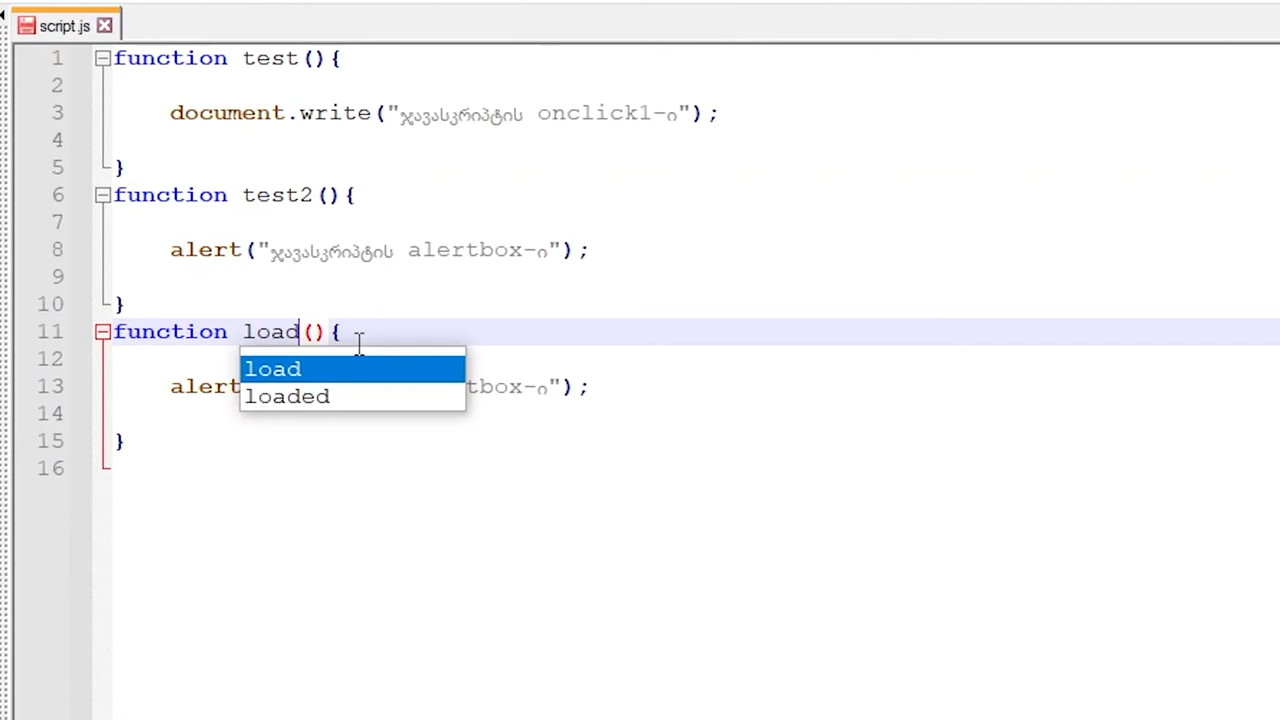 script.js
1 function test(){
2
3 document.write("ჯავასკრიპტის onclick1-ი");
4
5 }
6 function test2(){
7
8 alert("ჯავასკრიპტის alertbox-ი");
9
10 }
11 function load(){
12 load
13 alert tbox-ი");
loaded
14
15 }
16